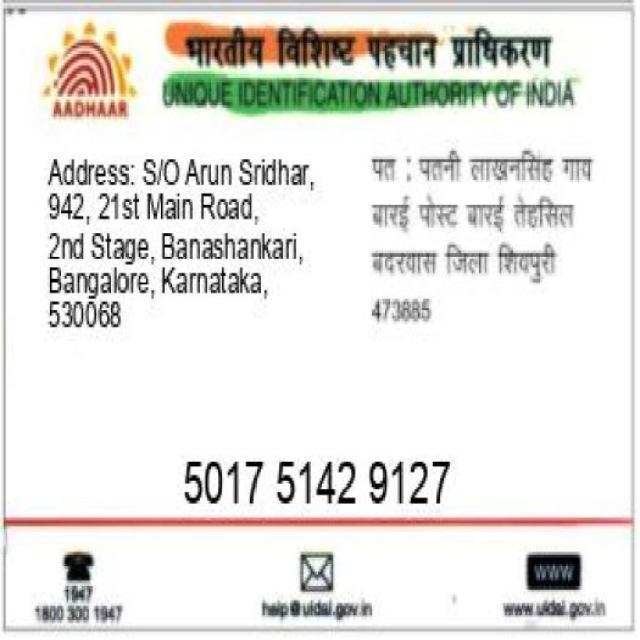 भारतीय विशिष्ट पहचान प्राधिकरण
AADHAAR
UNIQUE IDENTIFICATION AUTHORITY OF INDIA
Address: S/O Arun Sridhar,
942, 21st Main Road,
2nd Stage, Banashankari,
Bangalore, Karnataka,
530068
पत : पतनी लाखनसिंह गाव
बारई पोस्ट बारई तेहसिल
बदरवास जिला शिवपुरी
473885
5017 5142 9127
1947
1800 300 1947
help@uidai.gov.in
WWW
www.uidai.gov.in